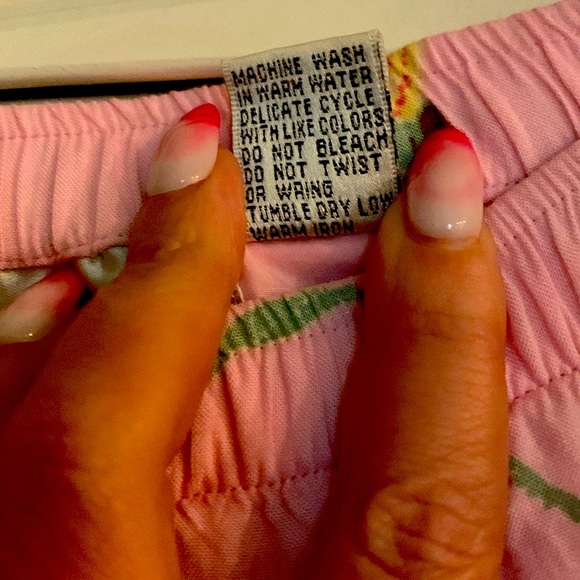 MACHINE WASH
IN WARM WATER
DELICATE CYCLE
WITH LIKE COLORS
DO NOT BLEACH
DO NOT TWIST
OR WRING
TUMBLE DRY LOW
WARM IRON